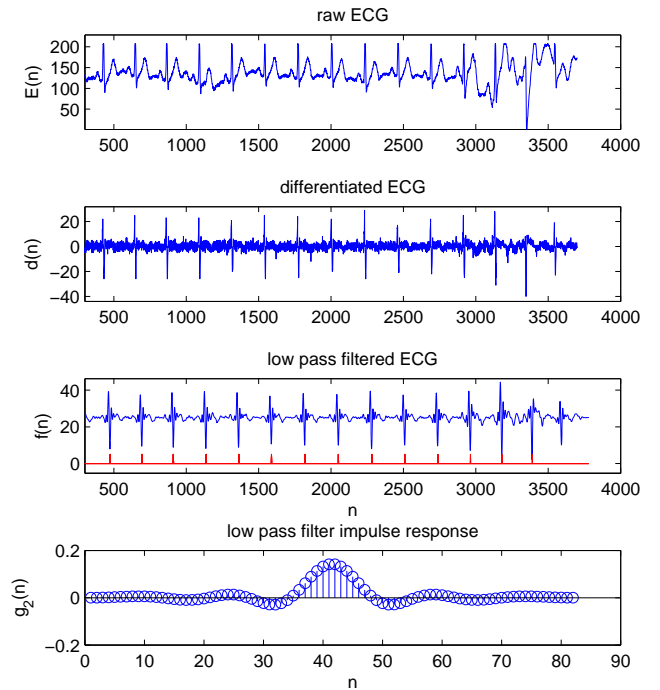 raw ECG
E(n)
200
150
100
50
500 1000 1500 2000 2500 3000 3500 4000
differentiated ECG
d(n)
20
0
−20
−40
500 1000 1500 2000 2500 3000 3500 4000
low pass filtered ECG
f(n)
40
20
0
500 1000 1500 2000 2500 3000 3500 4000
n
low pass filter impulse response
g2(n)
0.2
0
−0.2
0 10 20 30 40 50 60 70 80 90
n